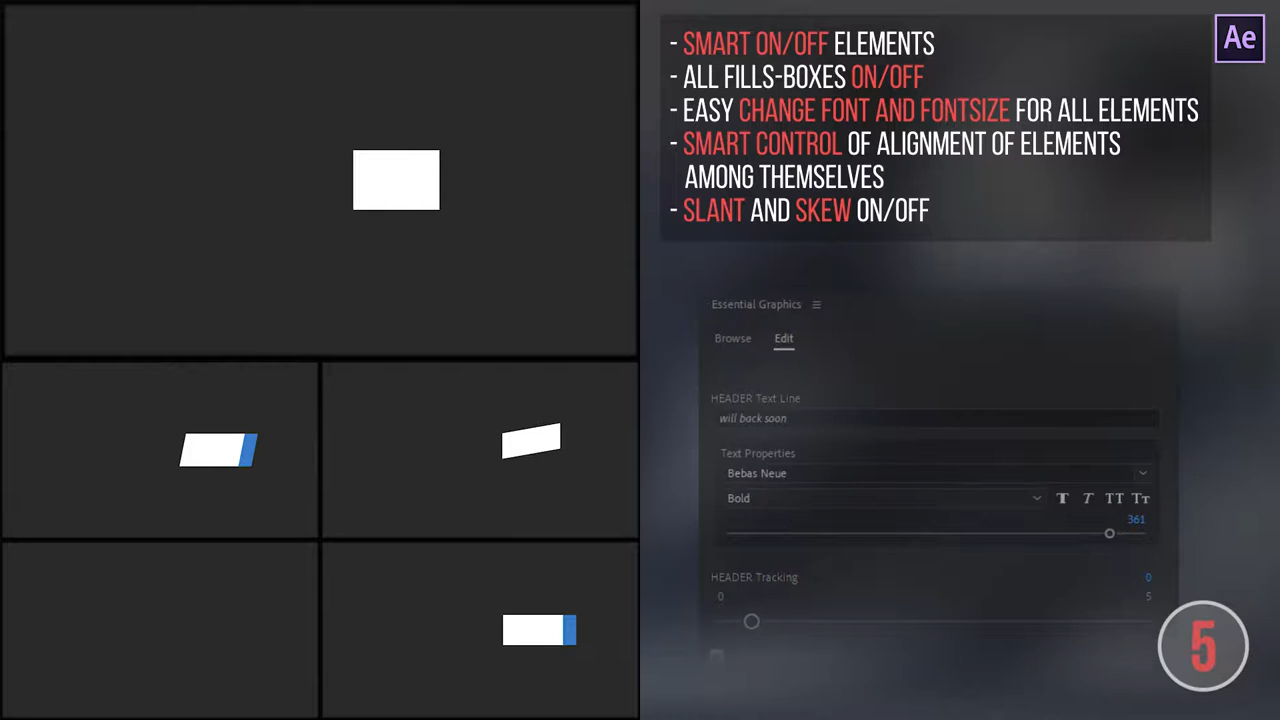 - SMART ON/OFF ELEMENTS
- ALL FILLS-BOXES ON/OFF
- EASY CHANGE FONT AND FONTSIZE FOR ALL ELEMENTS
- SMART CONTROL OF ALIGNMENT OF ELEMENTS
AMONG THEMSELVES
- SLANT AND SKEW ON/OFF
Ae
Essential Graphics
Browse Edit
HEADER Text Line
will back soon
Text Properties
Bebas Neue
Bold T T TT Tт
361
HEADER Tracking 0
0 5
5